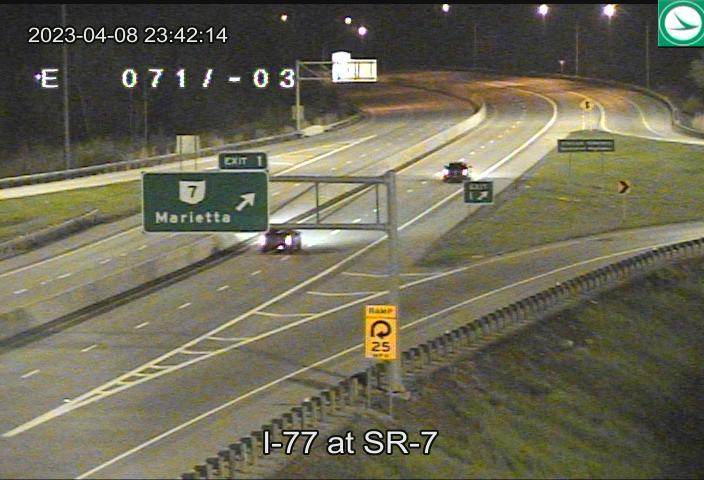 2023-04-08 23:42:14
E 071/-03
EXIT 1
7
Marietta
EXIT
1
RAMP
25
MPH
I-77 at SR-7